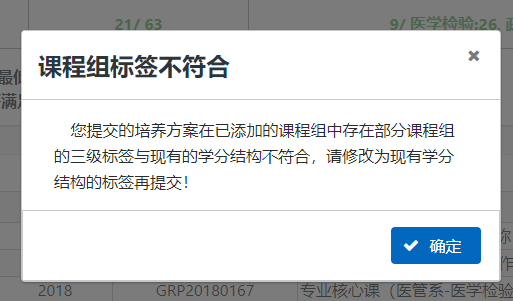 21/ 63
9/ 医学检验;26,
课程组标签不符合
您提交的培养方案在已添加的课程组中存在部分课程组
的三级标签与现有的学分结构不符合，请修改为现有学分
结构的标签再提交！
确定
2018
GRP20180167
专业核心课（医管系-医学检验